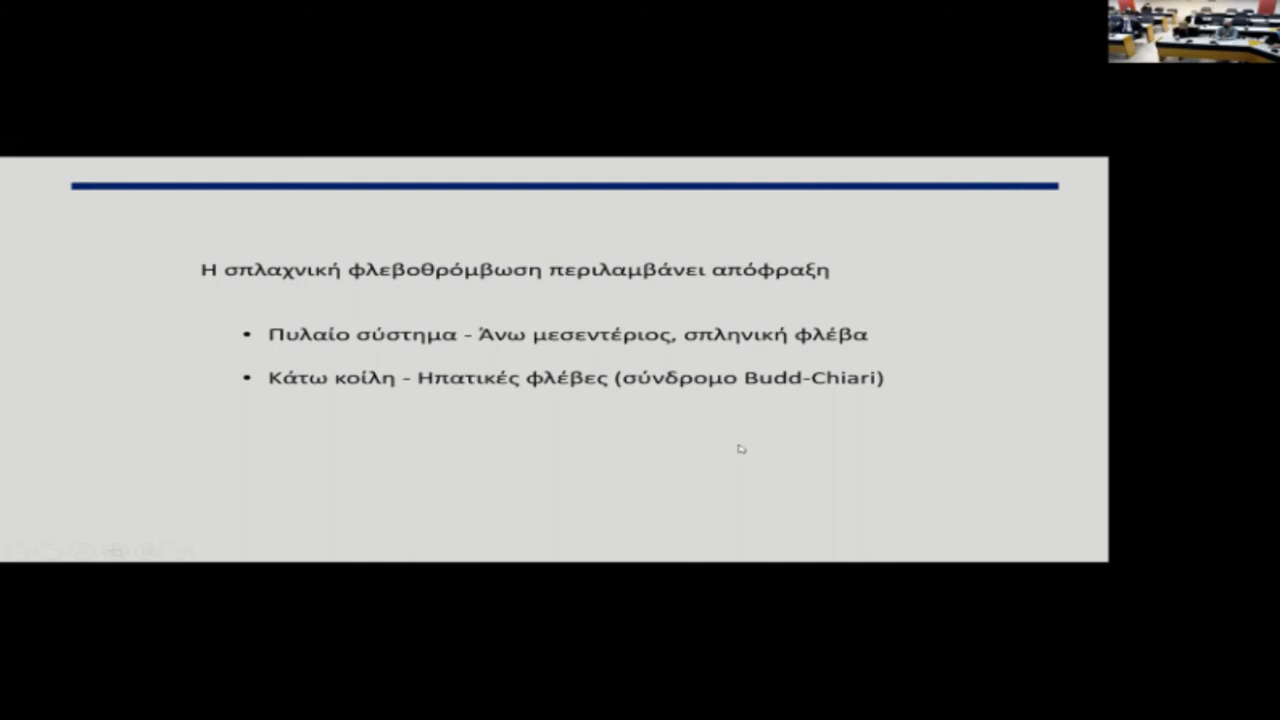 Η σπλαχνική φλεβοθρόμβωση περιλαμβάνει απόφραξη
• Πυλαίο σύστημα - Άνω μεσεντέριος, σπληνική φλέβα
• Κάτω κοίλη - Ηπατικές φλέβες (σύνδρομο Budd-Chiari)